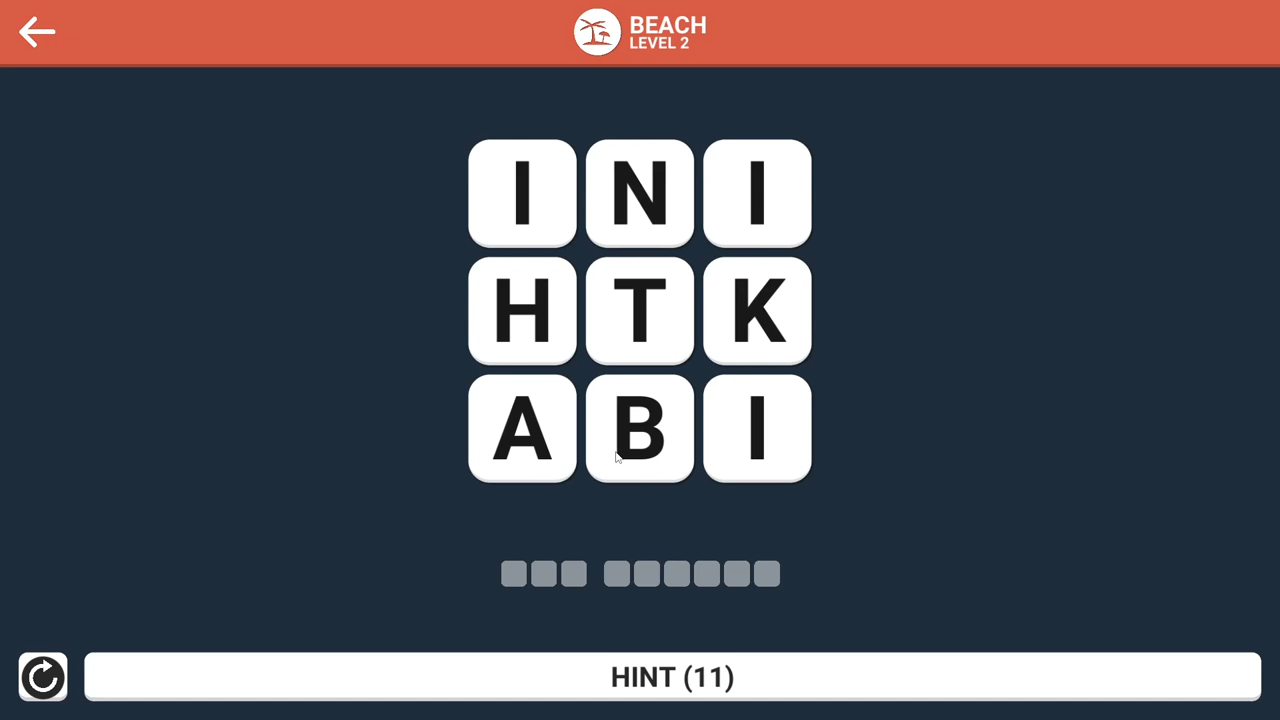 BEACH
LEVEL 2
I N I
H T K
A B I
HINT (11)